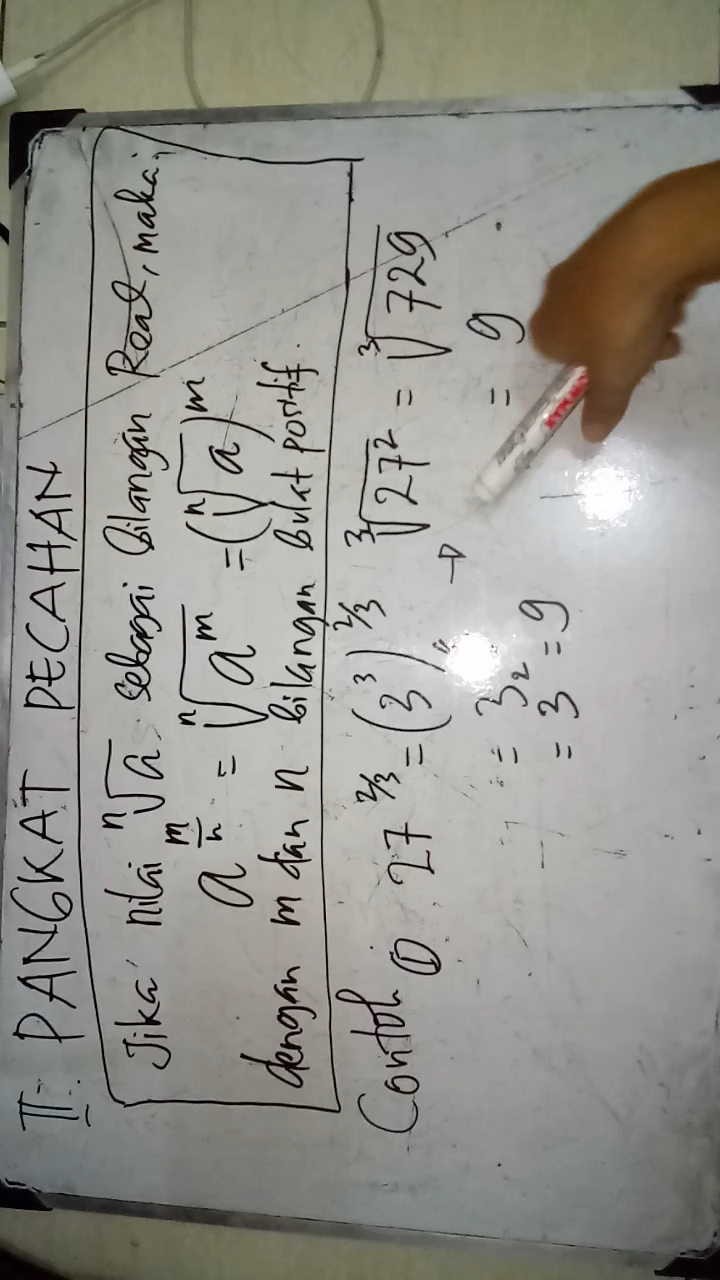 II. PANGKAT PECAHAN
Jika nilai ⁿ√a sebagai bilangan Real, maka:
a^(m/n) = ⁿ√(a^m) = (ⁿ√a)^m
dengan m dan n bilangan bulat positif.
Contoh ① 27^(2/3) = (3³)^(2/3) → ³√(27²) = ³√729
= 3² = 9
= 3 = 9